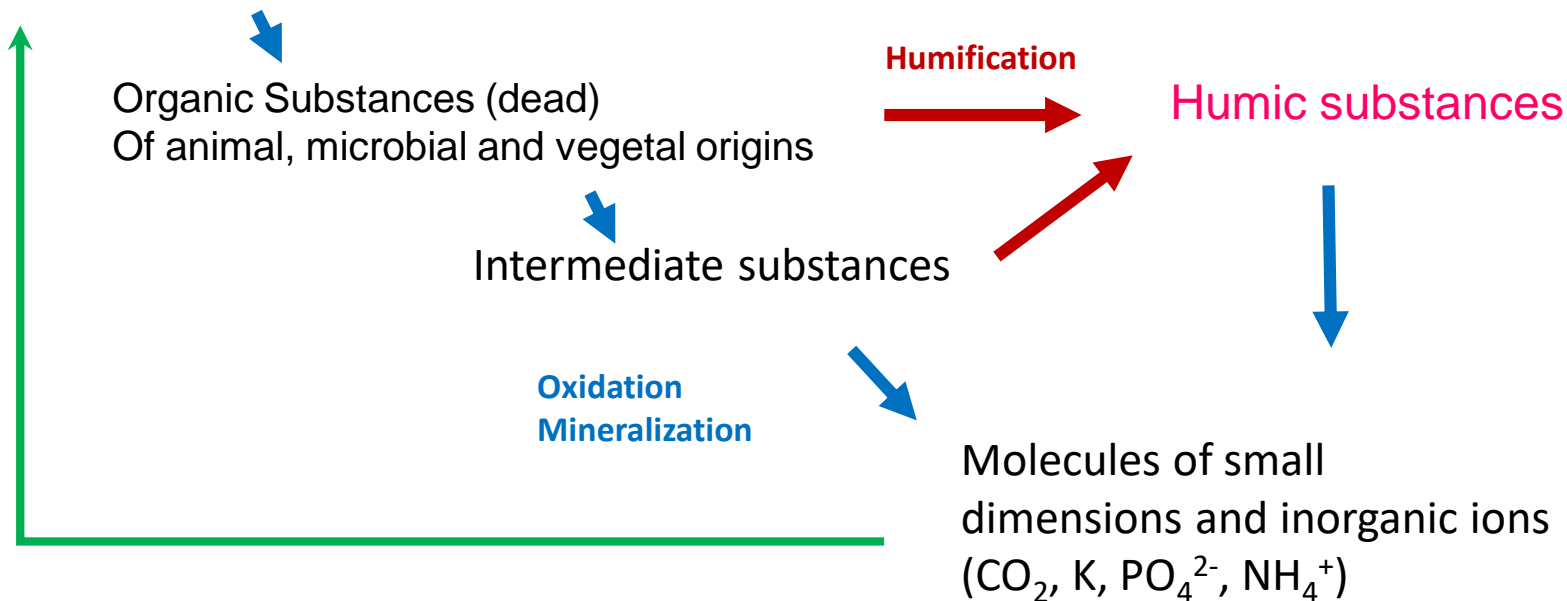 Humification
Organic Substances (dead)
Of animal, microbial and vegetal origins
Humic substances
Intermediate substances
Oxidation
Mineralization
Molecules of small
dimensions and inorganic ions
(CO₂, K, PO₄²⁻, NH₄⁺)